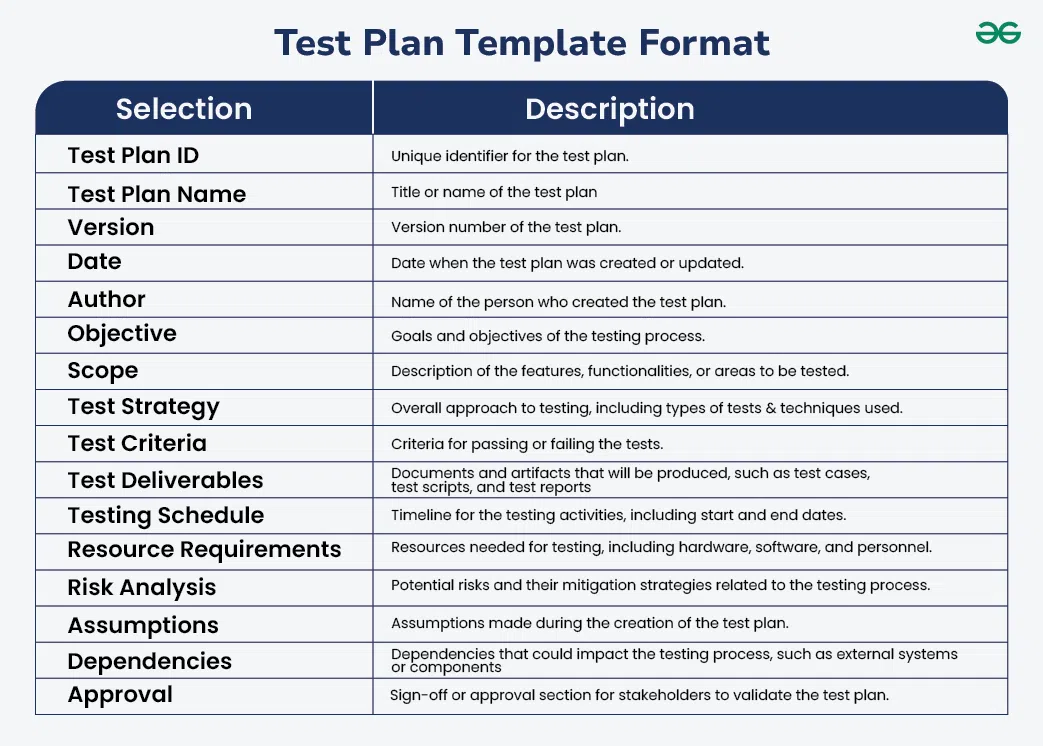 Test Plan Template Format
Selection
Description
Test Plan ID
Unique identifier for the test plan.
Test Plan Name
Title or name of the test plan
Version
Version number of the test plan.
Date
Date when the test plan was created or updated.
Author
Name of the person who created the test plan.
Objective
Goals and objectives of the testing process.
Scope
Description of the features, functionalities, or areas to be tested.
Test Strategy
Overall approach to testing, including types of tests & techniques used.
Test Criteria
Criteria for passing or failing the tests.
Test Deliverables
Documents and artifacts that will be produced, such as test cases,
test scripts, and test reports
Testing Schedule
Timeline for the testing activities, including start and end dates.
Resource Requirements
Resources needed for testing, including hardware, software, and personnel.
Risk Analysis
Potential risks and their mitigation strategies related to the testing process.
Assumptions
Assumptions made during the creation of the test plan.
Dependencies
Dependencies that could impact the testing process, such as external systems
or components
Approval
Sign-off or approval section for stakeholders to validate the test plan.